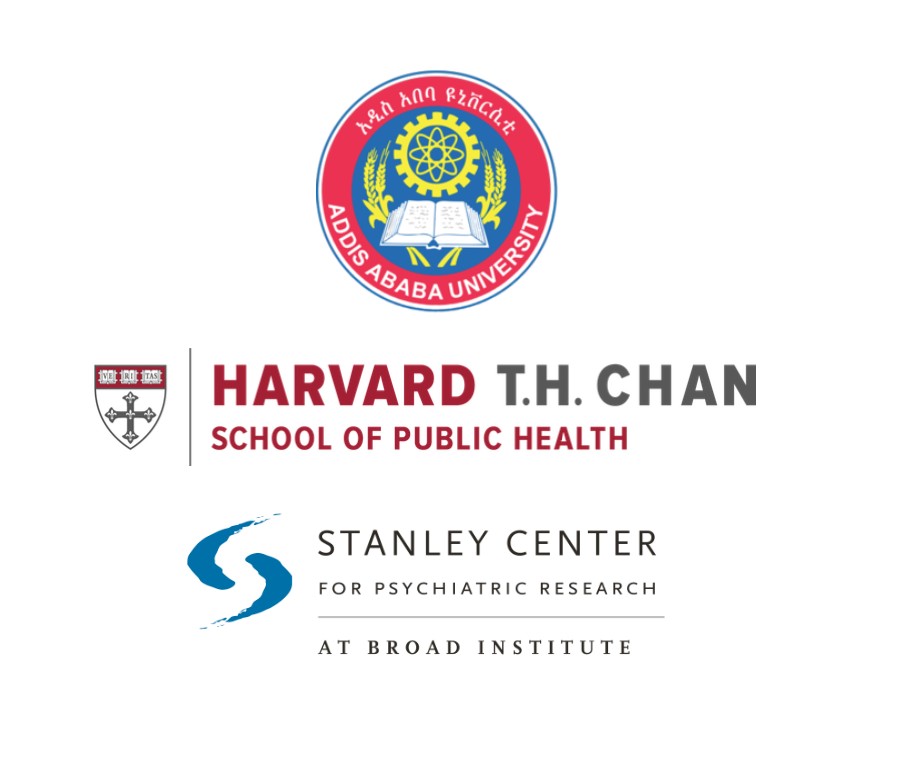 አዲስ አበባ ዩኒቨርሲቲ
ADDIS ABABA UNIVERSITY
VE RI TAS
HARVARD T.H. CHAN
SCHOOL OF PUBLIC HEALTH
STANLEY CENTER
FOR PSYCHIATRIC RESEARCH
AT BROAD INSTITUTE